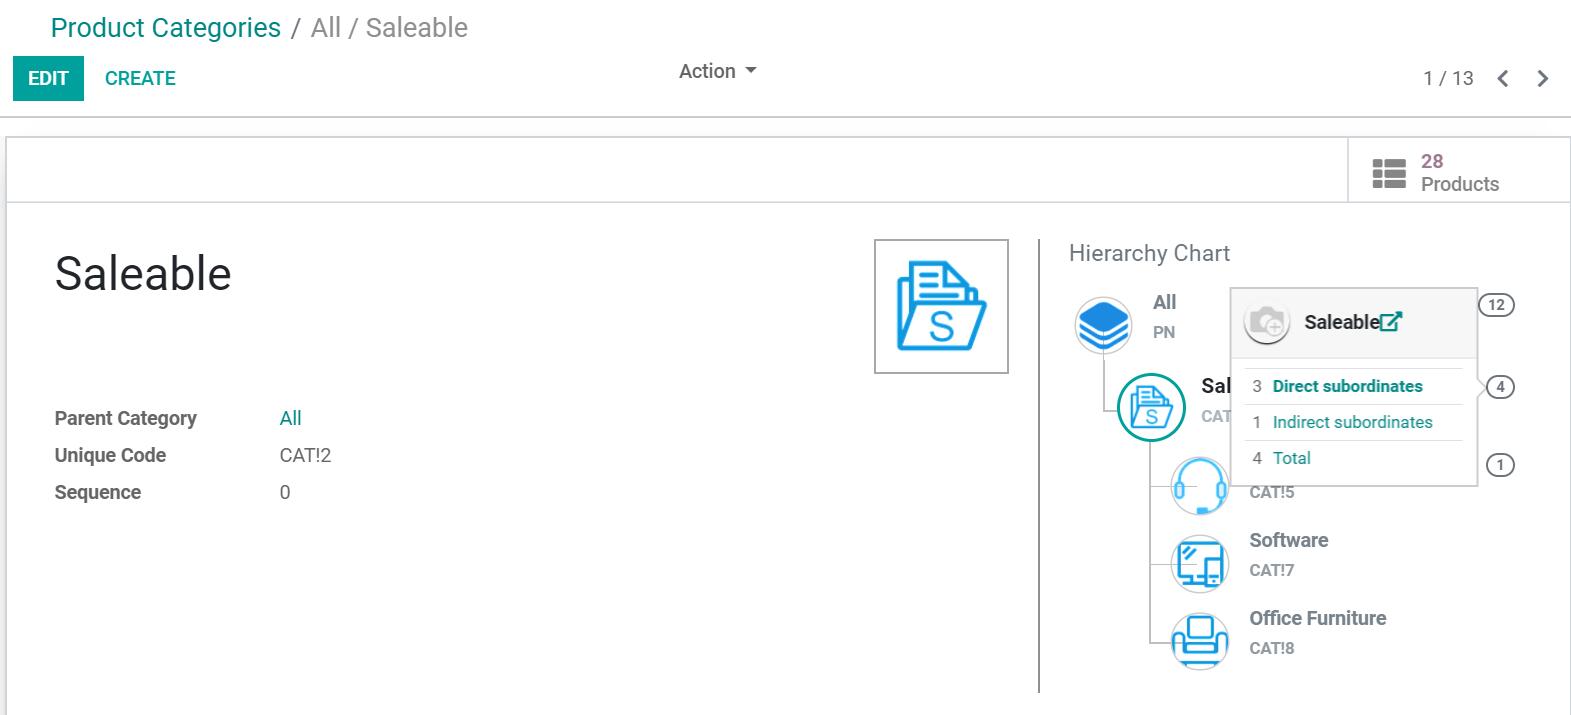 Product Categories / All / Saleable
EDIT CREATE Action 1 / 13
28
Products
Saleable
S
Parent Category All
Unique Code CAT!2
Sequence 0
Hierarchy Chart
All 12
PN
Sal 4
CAT
S
Saleable
3 Direct subordinates
1 Indirect subordinates
4 Total
1
CAT!5
Software
CAT!7
Office Furniture
CAT!8